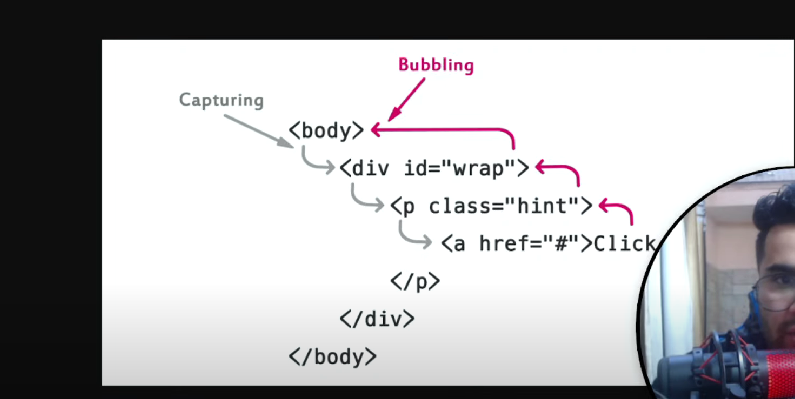 Bubbling
Capturing
<body>
<div id="wrap">
<p class="hint">
<a href="#">Click
</p>
</div>
</body>